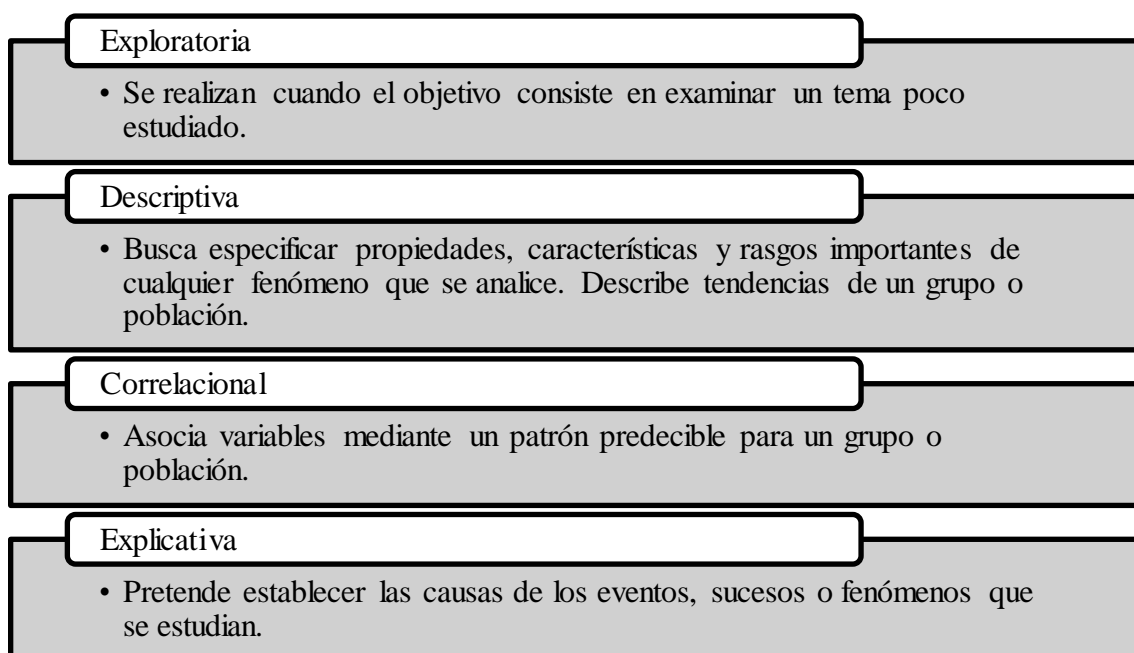 Exploratoria
• Se realizan cuando el objetivo consiste en examinar un tema poco
estudiado.
Descriptiva
• Busca especificar propiedades, características y rasgos importantes de
cualquier fenómeno que se analice. Describe tendencias de un grupo o
población.
Correlacional
• Asocia variables mediante un patrón predecible para un grupo o
población.
Explicativa
• Pretende establecer las causas de los eventos, sucesos o fenómenos que
se estudian.